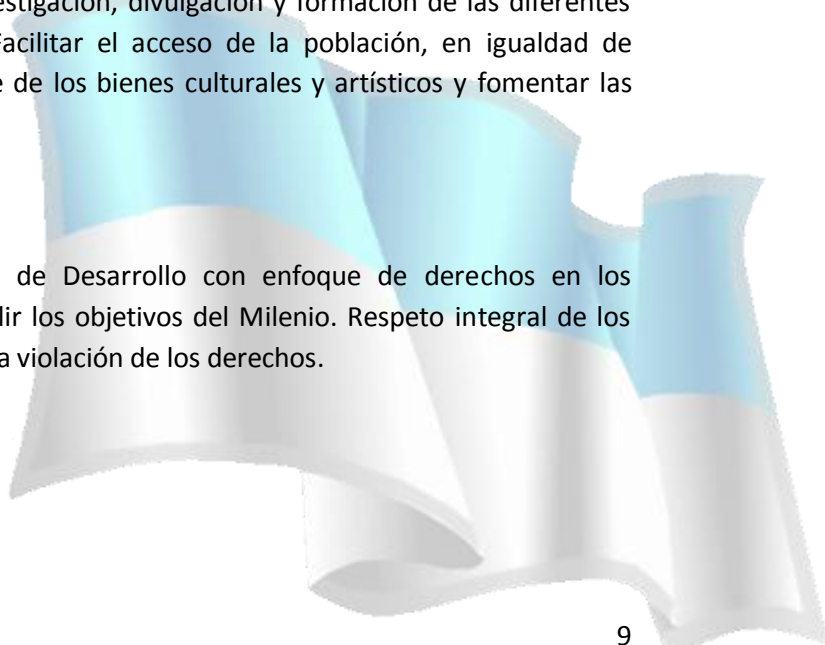 estigación, divulgación y formación de las diferentes
Facilitar el acceso de la población, en igualdad de
e de los bienes culturales y artísticos y fomentar las
de Desarrollo con enfoque de derechos en los
dir los objetivos del Milenio. Respeto integral de los
a violación de los derechos.
9